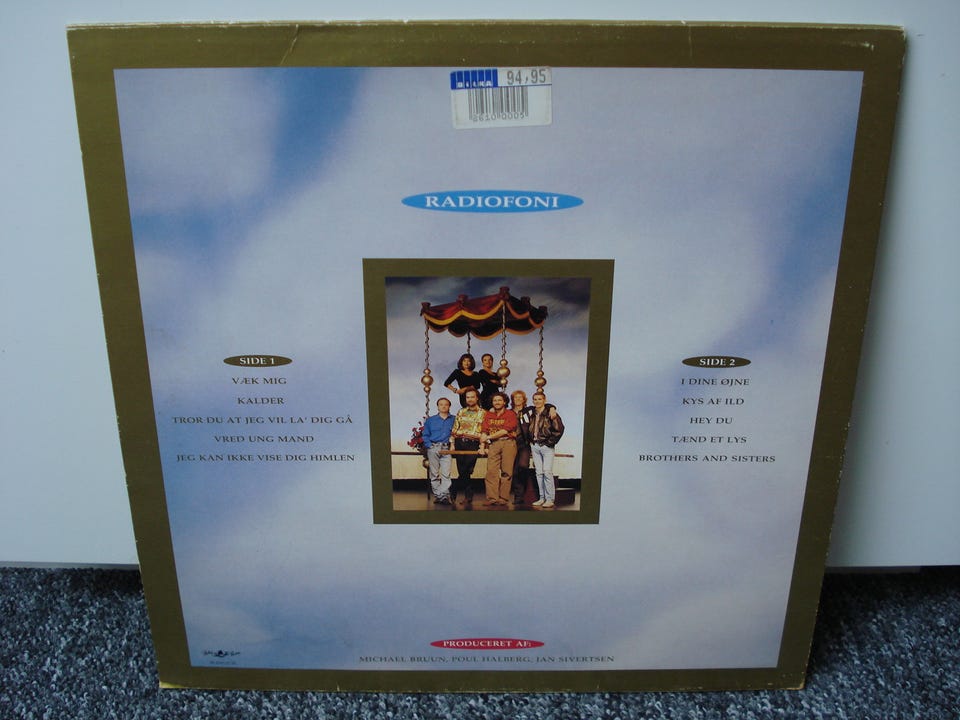 BILKA 94,95
RADIOFONI
SIDE 1
VÆK MIG
KALDER
TROR DU AT JEG VIL LA' DIG GÅ
VRED UNG MAND
JEG KAN IKKE VISE DIG HIMLEN
SIDE 2
I DINE ØJNE
KYS AF ILD
HEY DU
TÆND ET LYS
BROTHERS AND SISTERS
PRODUCERET AF:
MICHAEL BRUUN, POUL HALBERG, JAN SIVERTSEN